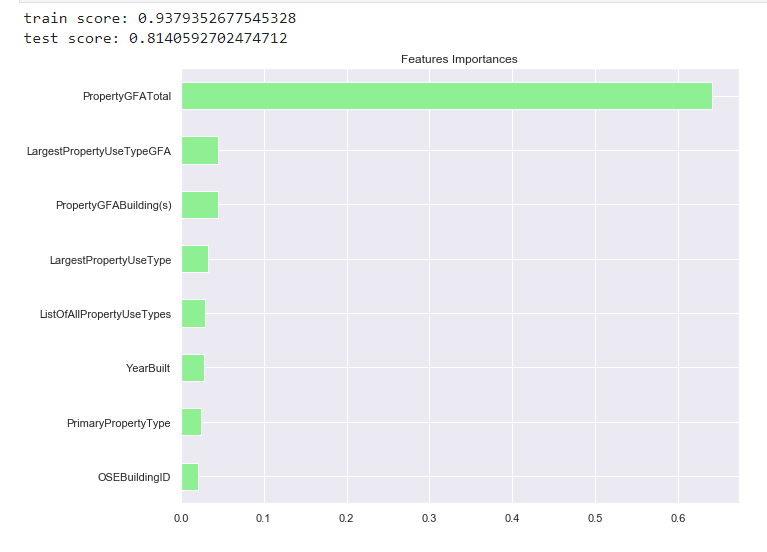 train score: 0.9379352677545328
test score: 0.8140592702474712
Features Importances
PropertyGFATotal
LargestPropertyUseTypeGFA
PropertyGFABuilding(s)
LargestPropertyUseType
ListOfAllPropertyUseTypes
YearBuilt
PrimaryPropertyType
OSEBuildingID
0.0 0.1 0.2 0.3 0.4 0.5 0.6